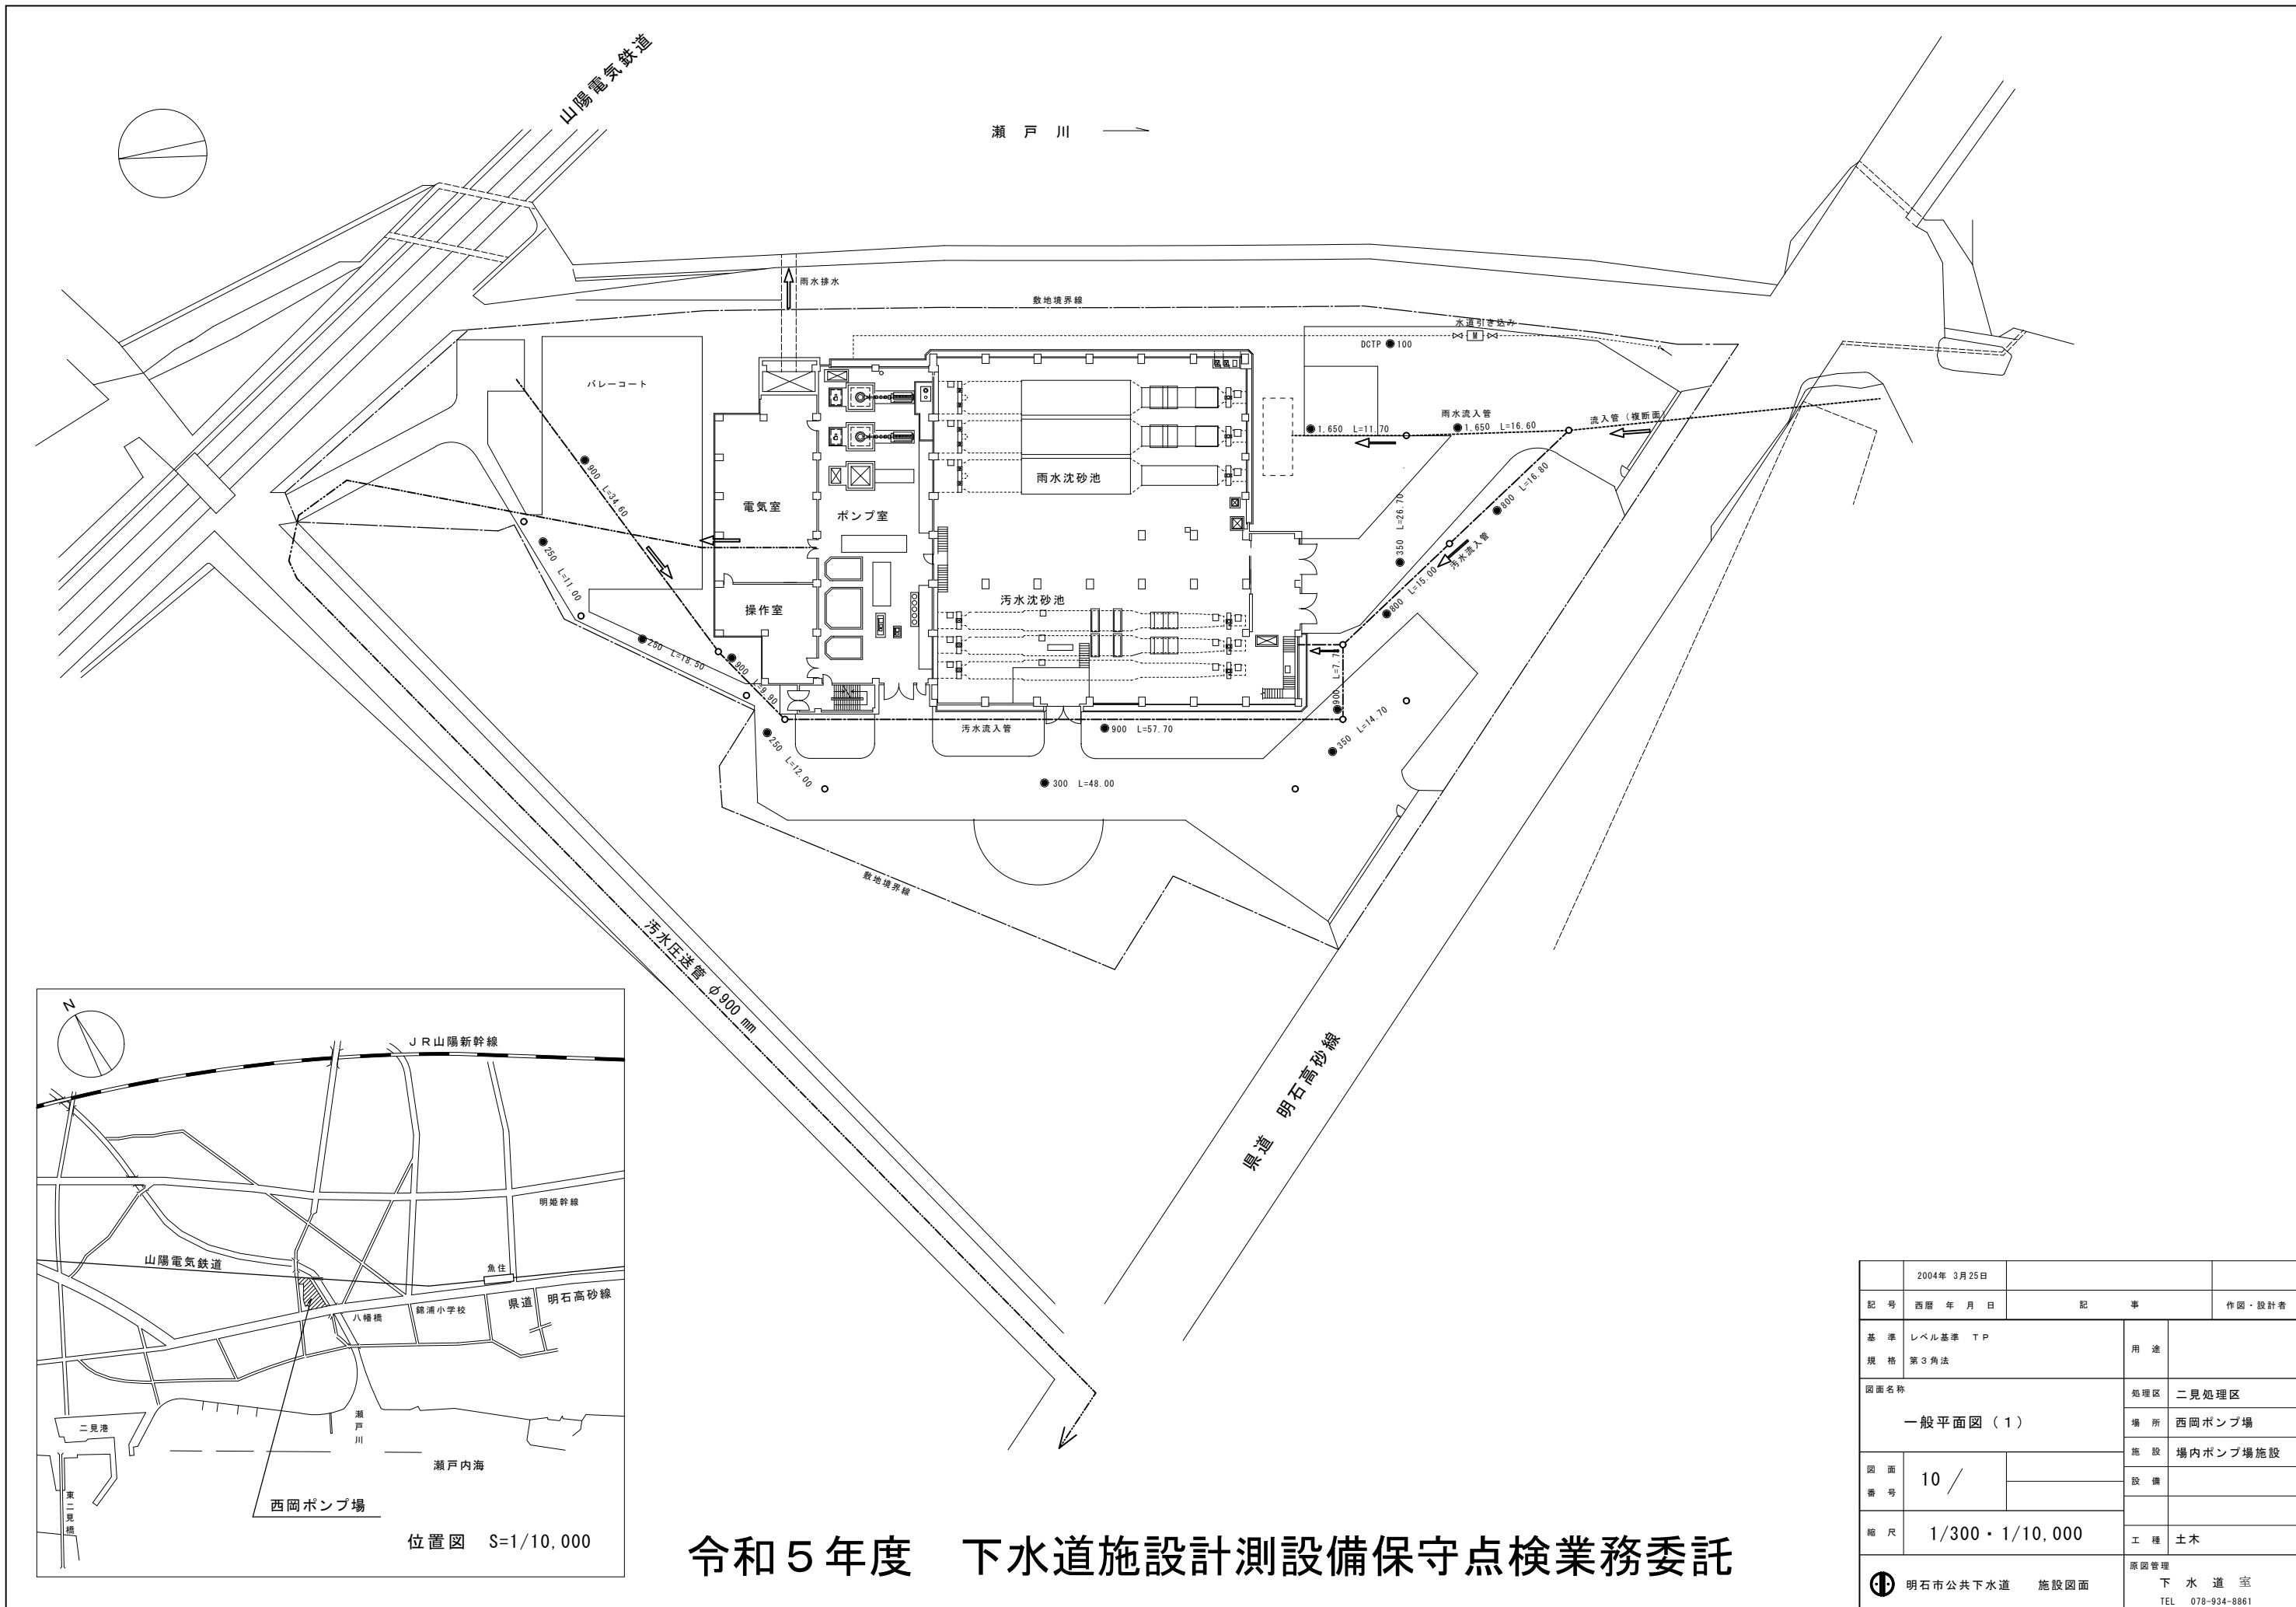 山陽電気鉄道
瀬戸川
雨水排水
敷地境界線
水道引き込み
M
DCTP ●100
バレーコート
雨水流入管
流入管（複断面）
●1,650 L=11.70
●1,650 L=16.60
●900 L=34.60
雨水沈砂池
電気室
ポンプ室
●800 L=16.80
●350 L=26.70
汚水流入管
●250 L=11.00
●800 L=15.00
操作室
汚水沈砂池
●250 L=18.50
●900 L=9.90
●900 L=7.7
●350 L=14.70
汚水流入管
●900 L=57.70
●250 L=12.00
●300 L=48.00
敷地境界線
汚水圧送管 φ900 mm
県道 明石高砂線
N
JR山陽新幹線
明姫幹線
山陽電気鉄道
魚住
県道 明石高砂線
錦浦小学校
八幡橋
瀬戸川
二見港
瀬戸内海
東二見橋
西岡ポンプ場
位置図 S=1/10,000
令和５年度 下水道施設計測設備保守点検業務委託
2004年 3月25日
記号 西暦 年 月 日 記事 作図・設計者
基準 レベル基準 TP
規格 第3角法
用途
図面名称
一般平面図（１）
処理区 二見処理区
場所 西岡ポンプ場
施設 場内ポンプ場施設
図面番号 10 /
設備
縮尺 1/300・1/10,000
工種 土木
明石市公共下水道 施設図面
原図管理
下水道室
TEL 078-934-8861